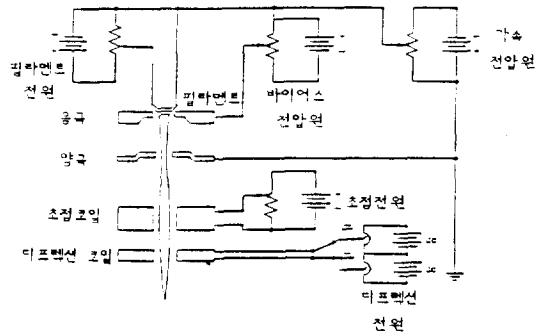 필라멘트
전원
필라멘트
바이어스
전압원
가속
전압원
음극
양극
초점코일
초점전원
디프렉션 코일
디프렉션
전원